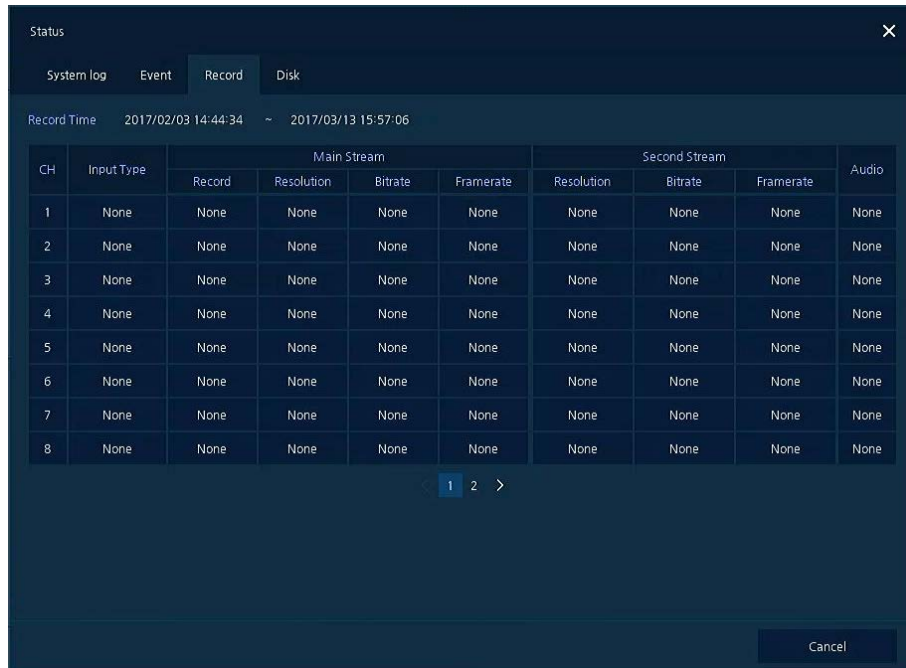 Status
System log Event Record Disk
Record Time 2017/02/03 14:44:34 ~ 2017/03/13 15:57:06
CH Input Type Main Stream Second Stream Audio
Record Resolution Bitrate Framerate Resolution Bitrate Framerate
1 None None None None None None None None None
2 None None None None None None None None None
3 None None None None None None None None None
4 None None None None None None None None None
5 None None None None None None None None None
6 None None None None None None None None None
7 None None None None None None None None None
8 None None None None None None None None None
1 2 >
Cancel